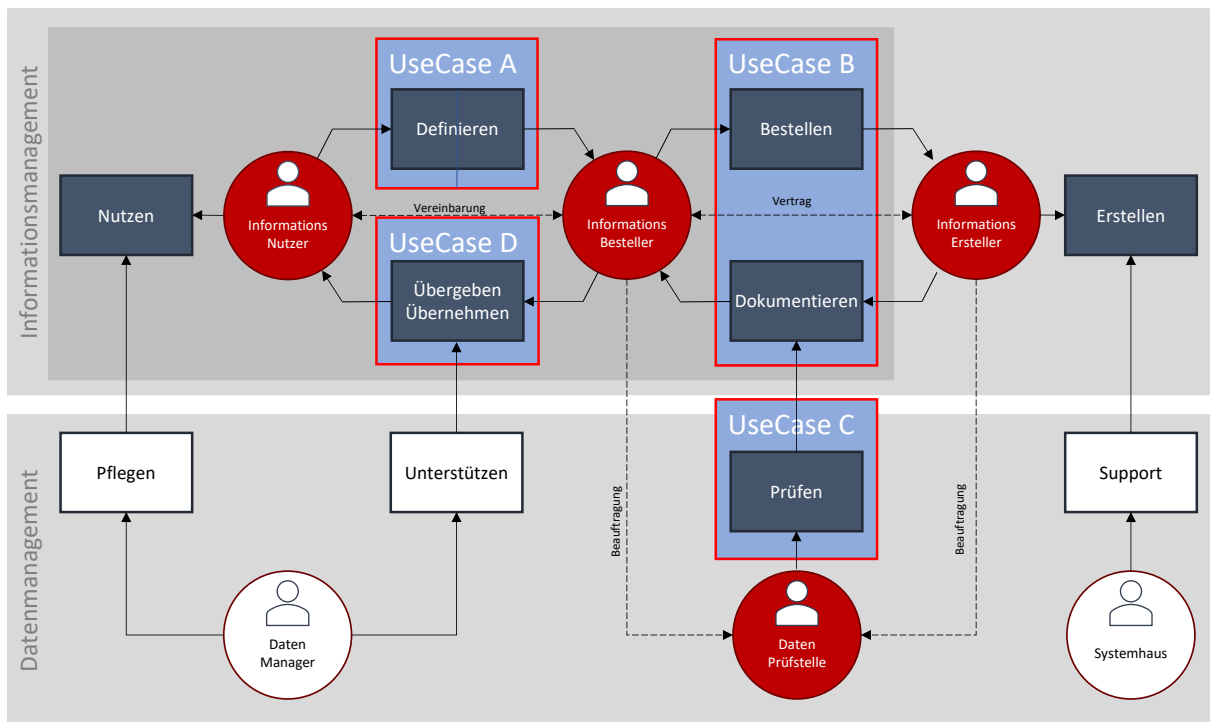 Informationsmanagement
UseCase A
UseCase B
Definieren
Bestellen
Nutzen
Informations
Nutzer
Vereinbarung
Informations
Besteller
Vertrag
Informations
Ersteller
Erstellen
UseCase D
Übergeben
Übernehmen
Dokumentieren
Datenmanagement
UseCase C
Pflegen
Unterstützen
Prüfen
Support
Beauftragung
Beauftragung
Daten
Manager
Daten
Prüfstelle
Systemhaus